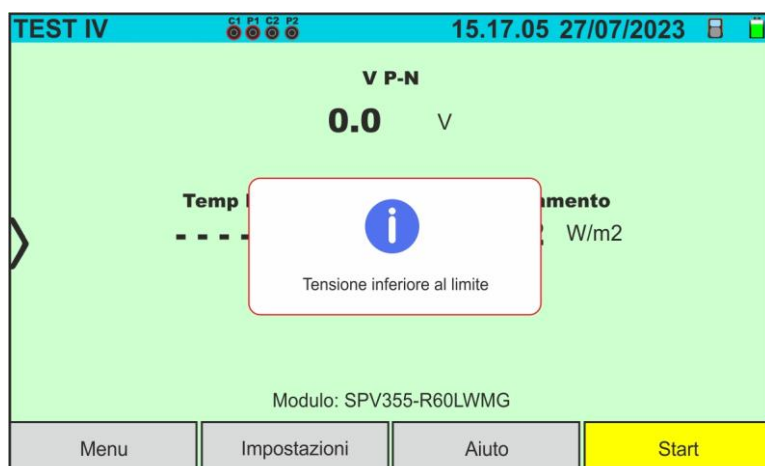 TEST IV C1 P1 C2 P2 15.17.05 27/07/2023
V P-N
0.0 V
Temp
- - - - W/m2
Tensione inferiore al limite
Modulo: SPV355-R60LWMG
Menu Impostazioni Aiuto Start